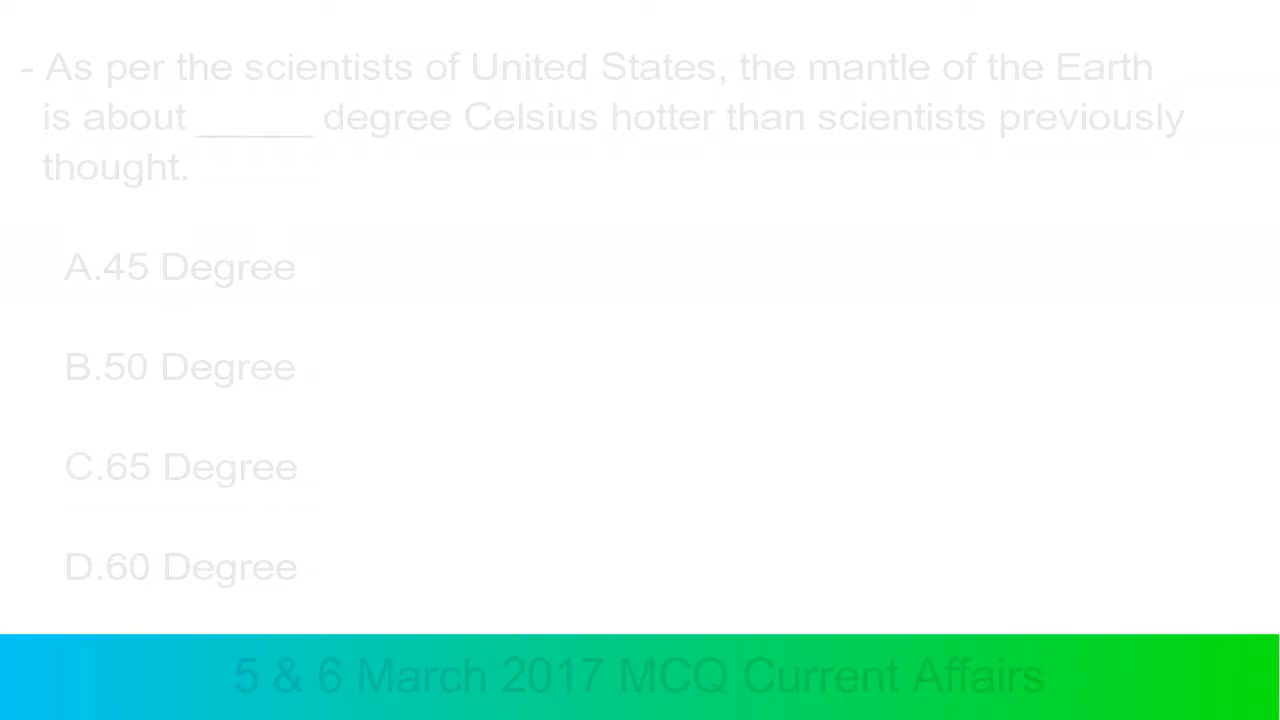 - As per the scientists of United States, the mantle of the Earth
is about ______ degree Celsius hotter than scientists previously
thought.
A.45 Degree
B.50 Degree
C.65 Degree
D.60 Degree
5 & 6 March 2017 MCQ Current Affairs